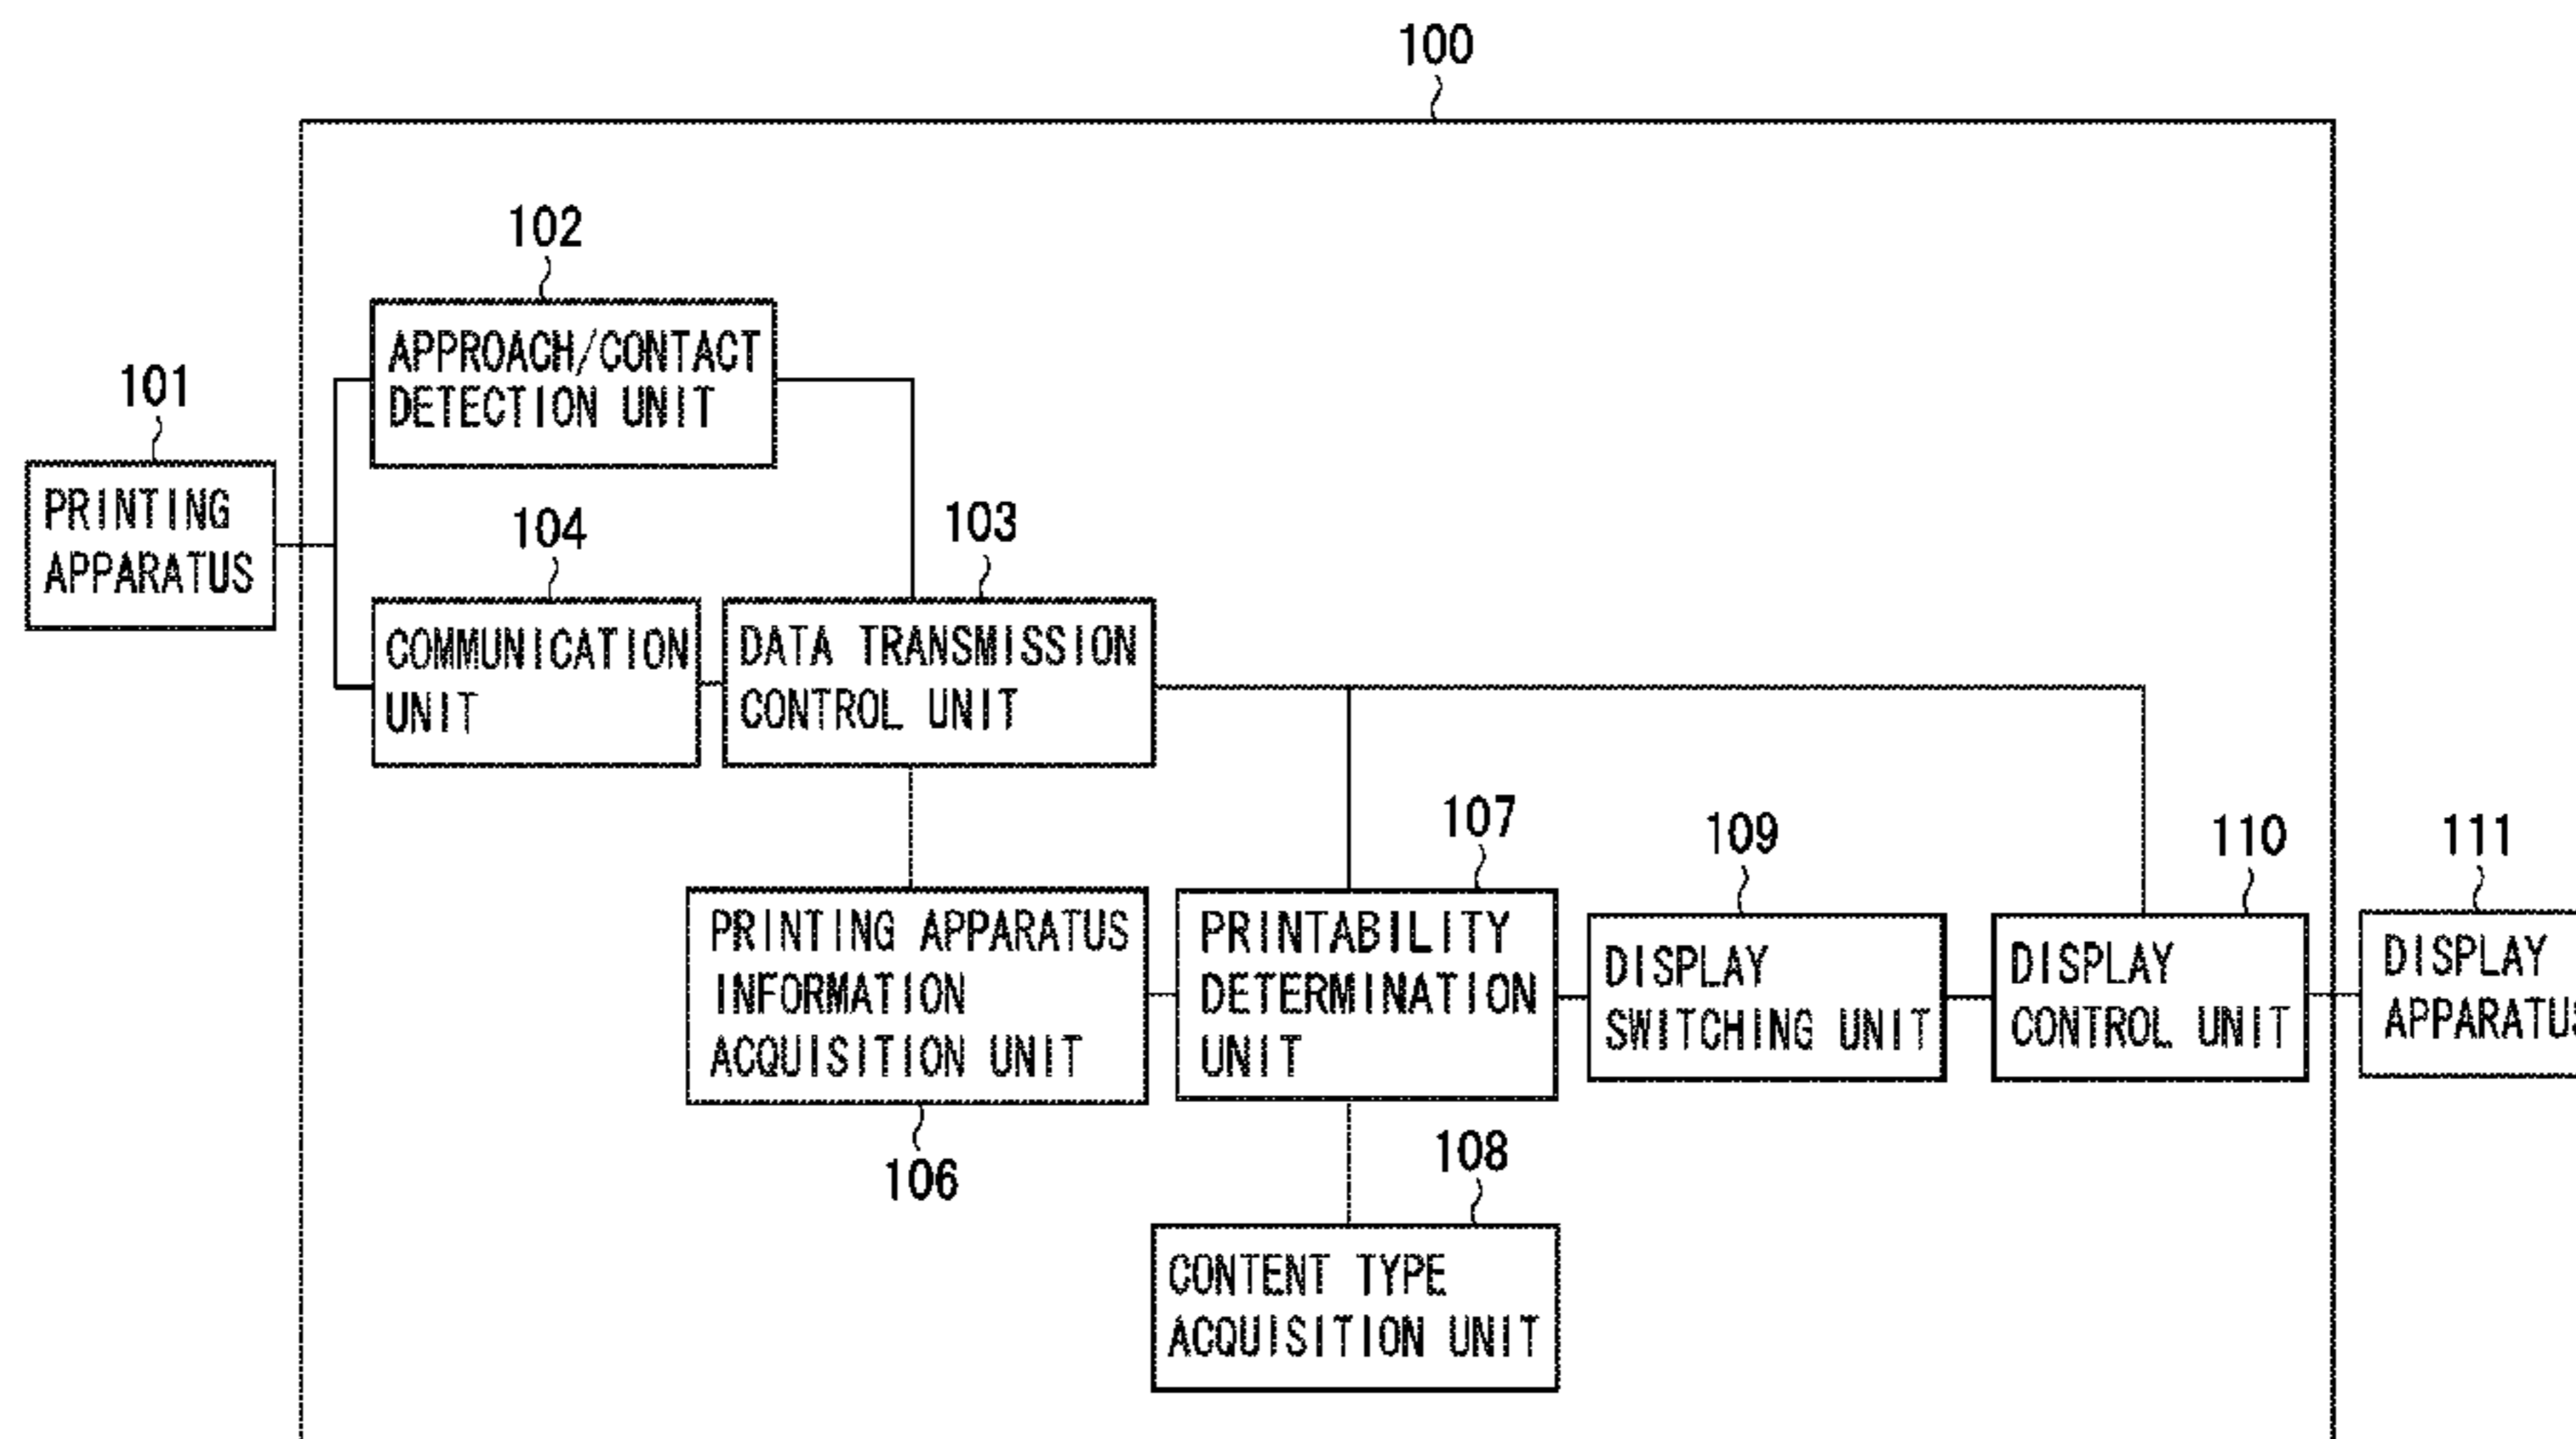 100
102
APPROACH/CONTACT
DETECTION UNIT
101
PRINTING
APPARATUS
104
COMMUNICATION
UNIT
103
DATA TRANSMISSION
CONTROL UNIT
106
PRINTING APPARATUS
INFORMATION
ACQUISITION UNIT
107
PRINTABILITY
DETERMINATION
UNIT
109
DISPLAY
SWITCHING UNIT
110
DISPLAY
CONTROL UNIT
111
DISPLAY
APPARATUS
108
CONTENT TYPE
ACQUISITION UNIT